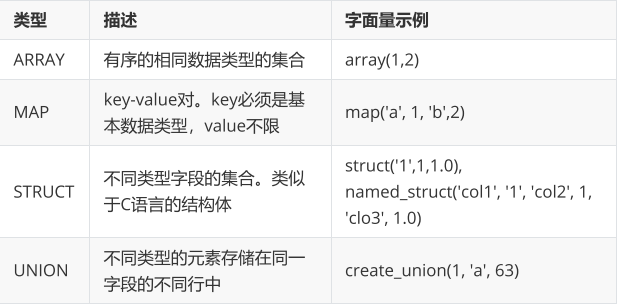 类型 描述 字面量示例
ARRAY 有序的相同数据类型的集合 array(1,2)
MAP key-value对。key必须是基
本数据类型，value不限 map('a', 1, 'b',2)
STRUCT 不同类型字段的集合。类似
于C语言的结构体 struct('1',1,1.0),
named_struct('col1', '1', 'col2', 1,
'clo3', 1.0)
UNION 不同类型的元素存储在同一
字段的不同行中 create_union(1, 'a', 63)